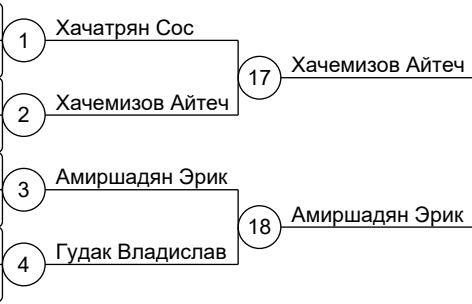 1
Хачатрян Сос
17
Хачемизов Айтеч
2
Хачемизов Айтеч
3
Амиршадян Эрик
18
Амиршадян Эрик
4
Гудак Владислав